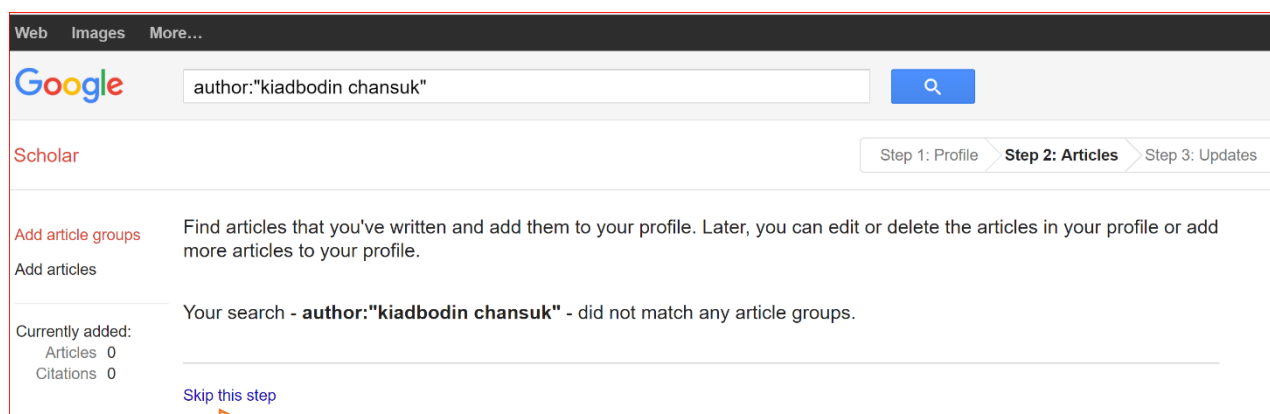 Web Images More...
Google author:"kiadbodin chansuk"
Scholar Step 1: Profile Step 2: Articles Step 3: Updates
Add article groups
Add articles
Currently added:
Articles 0
Citations 0
Find articles that you've written and add them to your profile. Later, you can edit or delete the articles in your profile or add
more articles to your profile.
Your search - author:"kiadbodin chansuk" - did not match any article groups.
Skip this step